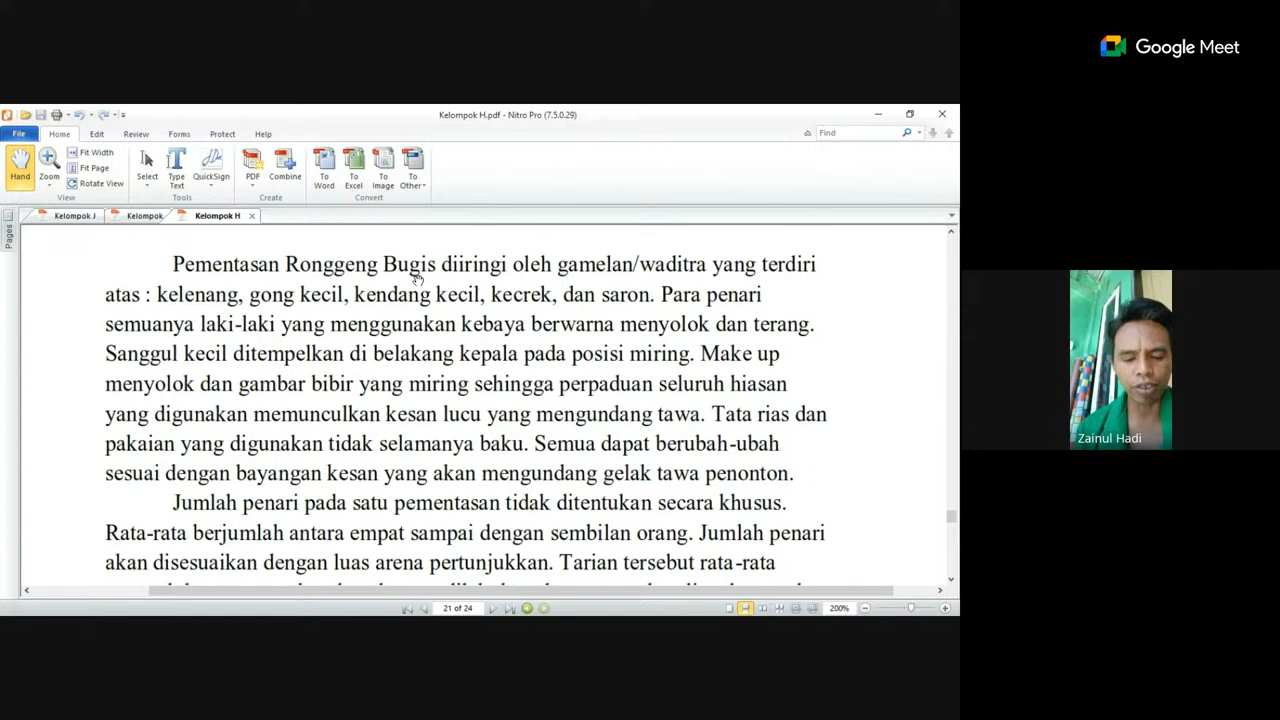 Google Meet
Kelompok H.pdf - Nitro Pro (7.5.0.29)
File Home Edit Review Forms Protect Help
Find
Hand
Zoom
Fit Width
Fit Page
Rotate View
View
Select
Type Text
QuickSign
Tools
PDF
Combine
Create
To Word
To Excel
To Image
To Other
Convert
Kelompok J Kelompok Kelompok H
Pages
Pementasan Ronggeng Bugis diiringi oleh gamelan/waditra yang terdiri
atas : kelenang, gong kecil, kendang kecil, kecrek, dan saron. Para penari
semuanya laki-laki yang menggunakan kebaya berwarna menyolok dan terang.
Sanggul kecil ditempelkan di belakang kepala pada posisi miring. Make up
menyolok dan gambar bibir yang miring sehingga perpaduan seluruh hiasan
yang digunakan memunculkan kesan lucu yang mengundang tawa. Tata rias dan
pakaian yang digunakan tidak selamanya baku. Semua dapat berubah-ubah
sesuai dengan bayangan kesan yang akan mengundang gelak tawa penonton.
Jumlah penari pada satu pementasan tidak ditentukan secara khusus.
Rata-rata berjumlah antara empat sampai dengan sembilan orang. Jumlah penari
akan disesuaikan dengan luas arena pertunjukkan. Tarian tersebut rata-rata
21 of 24
200%
Zainul Hadi